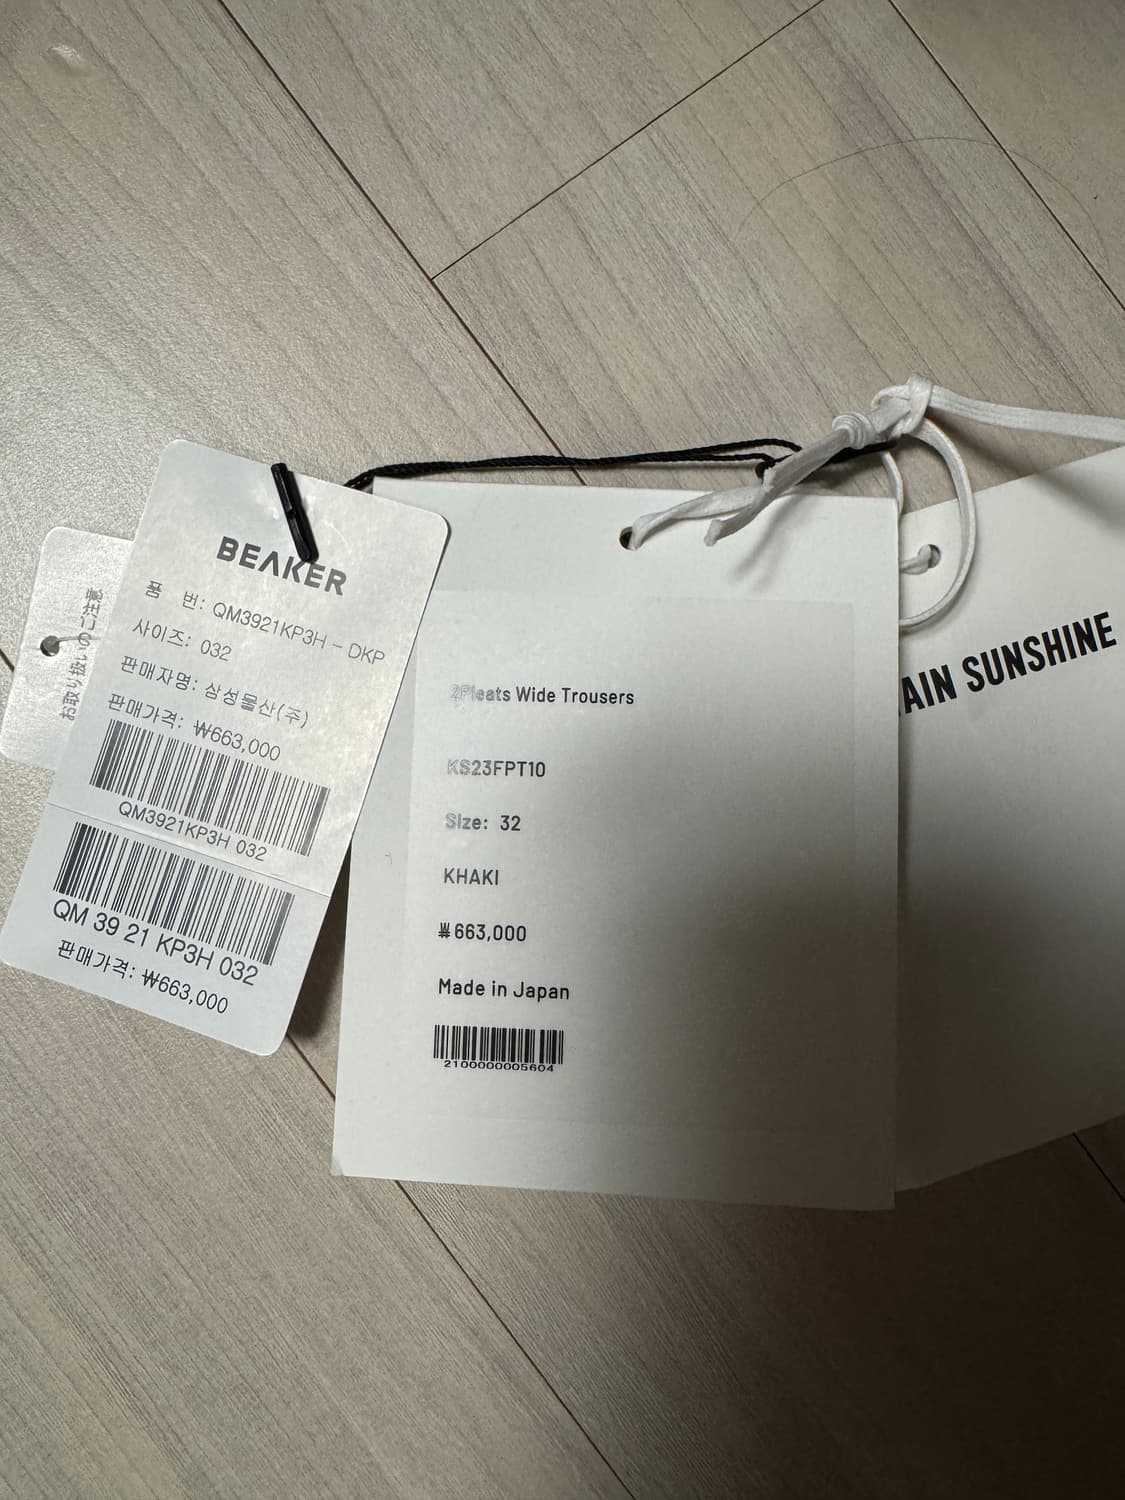 BEAKER
품 번: QM3921KP3H - DKP
사이즈: 032
판매자명: 삼성물산(주)
판매가격: ₩663,000
QM3921KP3H 032
QM 39 21 KP3H 032
판매가격: ₩663,000
お取り扱いのご注意
2Pleats Wide Trousers
KS23FPT10
Size: 32
KHAKI
₩663,000
Made in Japan
2100000005604
SUNSHINE